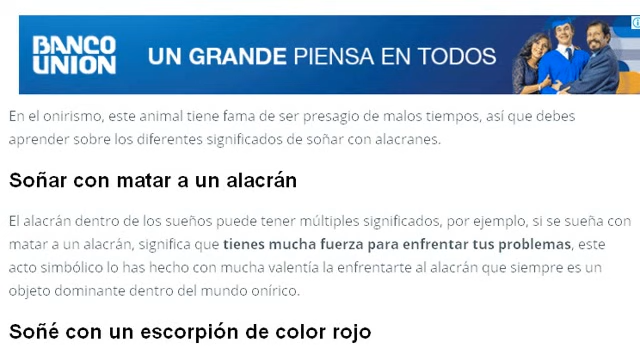 BANCO
UNION
UN GRANDE PIENSA EN TODOS
En el onirismo, este animal tiene fama de ser presagio de malos tiempos, así que debes
aprender sobre los diferentes significados de soñar con alacranes.
Soñar con matar a un alacrán
El alacrán dentro de los sueños puede tener múltiples significados, por ejemplo, si se sueña con
matar a un alacrán, significa que tienes mucha fuerza para enfrentar tus problemas, este
acto simbólico lo has hecho con mucha valentía la enfrentarte al alacrán que siempre es un
objeto dominante dentro del mundo onírico.
Soñé con un escorpión de color rojo